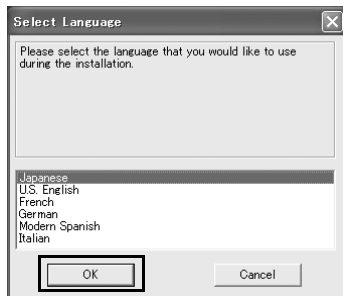 Select Language
Please select the language that you would like to use
during the installation.
Japanese
U.S. English
French
German
Modern Spanish
Italian
OK
Cancel